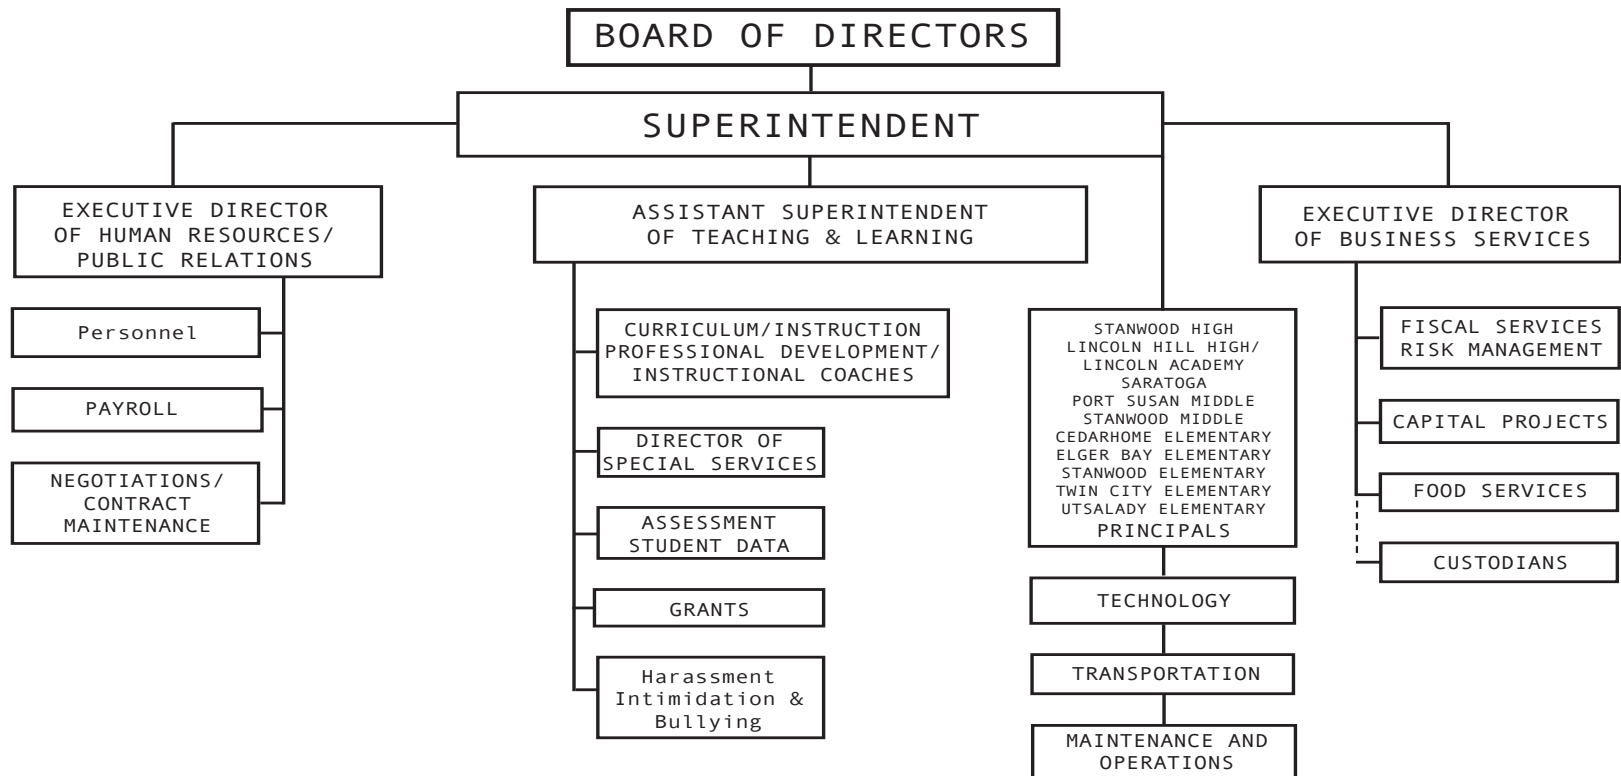 BOARD OF DIRECTORS
SUPERINTENDENT
EXECUTIVE DIRECTOR
OF HUMAN RESOURCES/
PUBLIC RELATIONS
Personnel
PAYROLL
NEGOTIATIONS/
CONTRACT
MAINTENANCE
ASSISTANT SUPERINTENDENT
OF TEACHING & LEARNING
CURRICULUM/INSTRUCTION
PROFESSIONAL DEVELOPMENT/
INSTRUCTIONAL COACHES
DIRECTOR OF
SPECIAL SERVICES
ASSESSMENT
STUDENT DATA
GRANTS
Harassment
Intimidation &
Bullying
STANWOOD HIGH
LINCOLN HILL HIGH/
LINCOLN ACADEMY
SARATOGA
PORT SUSAN MIDDLE
STANWOOD MIDDLE
CEDARHOME ELEMENTARY
ELGER BAY ELEMENTARY
STANWOOD ELEMENTARY
TWIN CITY ELEMENTARY
UTSALADY ELEMENTARY
PRINCIPALS
TECHNOLOGY
TRANSPORTATION
MAINTENANCE AND
OPERATIONS
EXECUTIVE DIRECTOR
OF BUSINESS SERVICES
FISCAL SERVICES
RISK MANAGEMENT
CAPITAL PROJECTS
FOOD SERVICES
CUSTODIANS